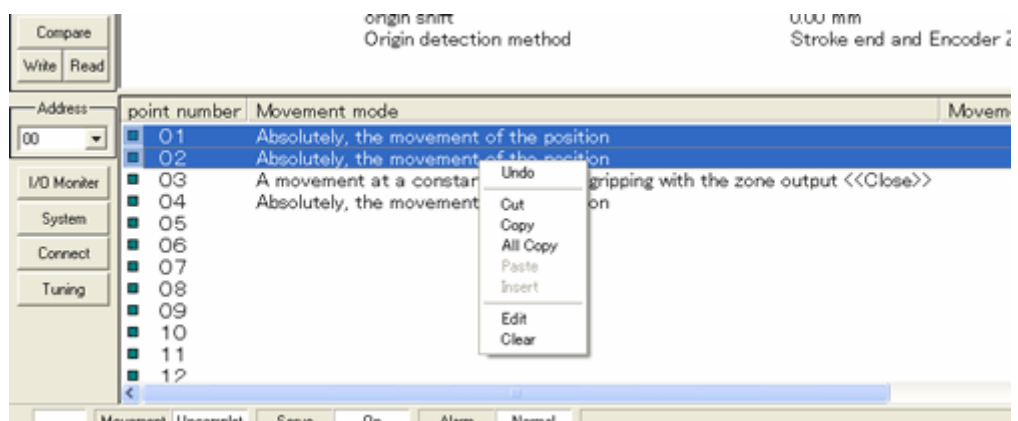 origin shift 0.00 mm
Compare
Origin detection method Stroke end and Encoder Z
Write Read
Address
point number Movement mode Movem
00
01 Absolutely, the movement of the position
02 Absolutely, the movement of the position
I/O Moniter
03 A movement at a constan gripping with the zone output <<Close>>
04 Absolutely, the movement on
System
05
06
Connect
07
Tuning
08
09
10
11
12
Undo
Cut
Copy
All Copy
Paste
Insert
Edit
Clear
Movement Uncomplet Servo On Alarm Normal